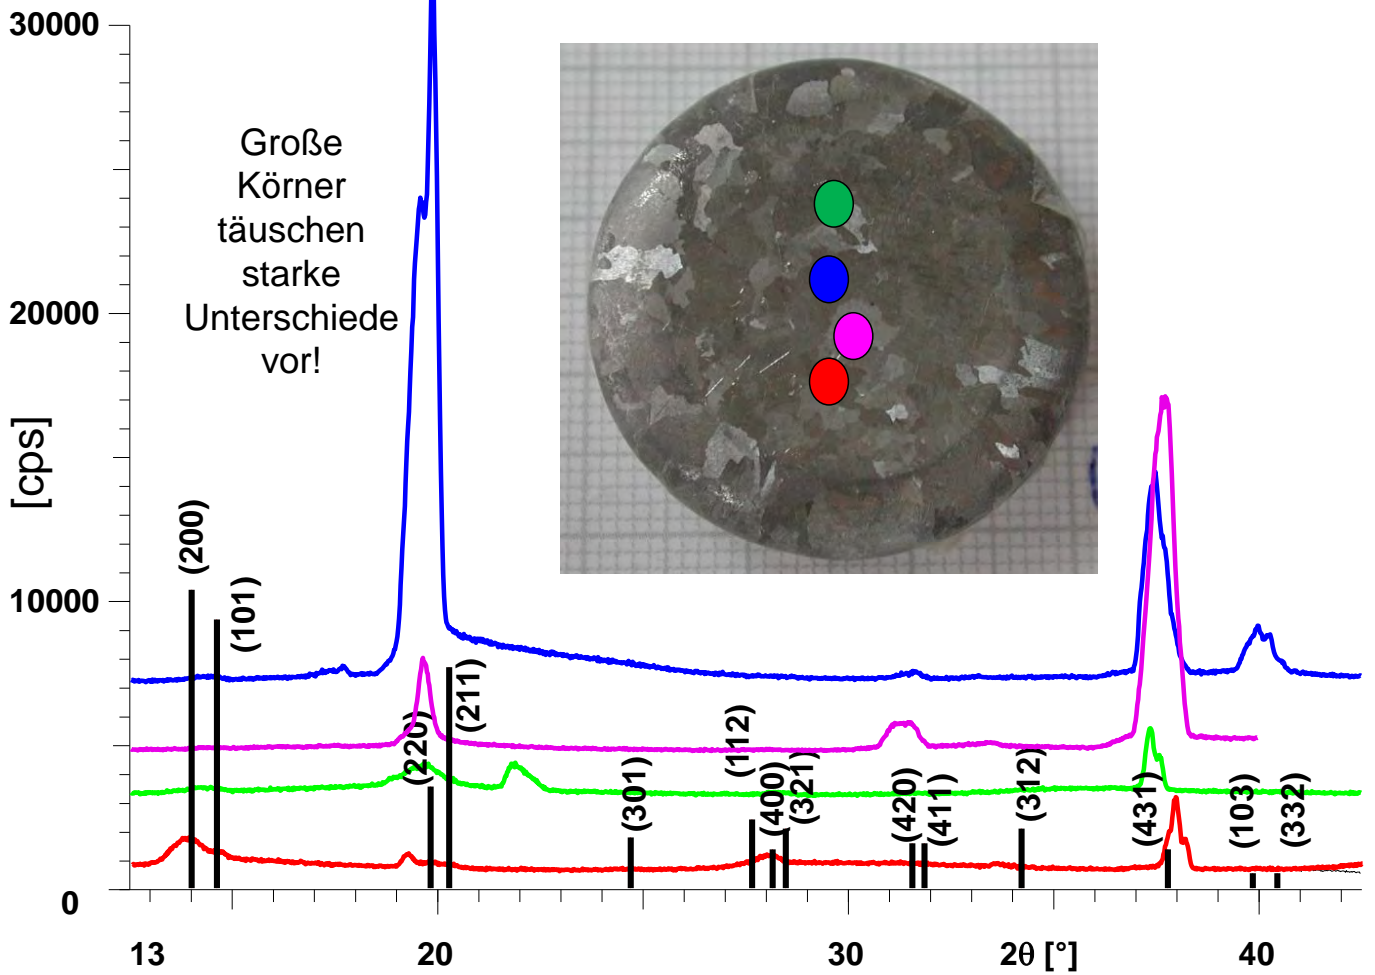 30000
Große
Körner
täuschen
starke
Unterschiede
vor!
20000
[cps]
10000
0
(200)
(101)
(220)
(211)
(301)
(112)
(400)
(321)
(420)
(411)
(312)
(431)
(103)
(332)
13
20
30
2θ [°]
40